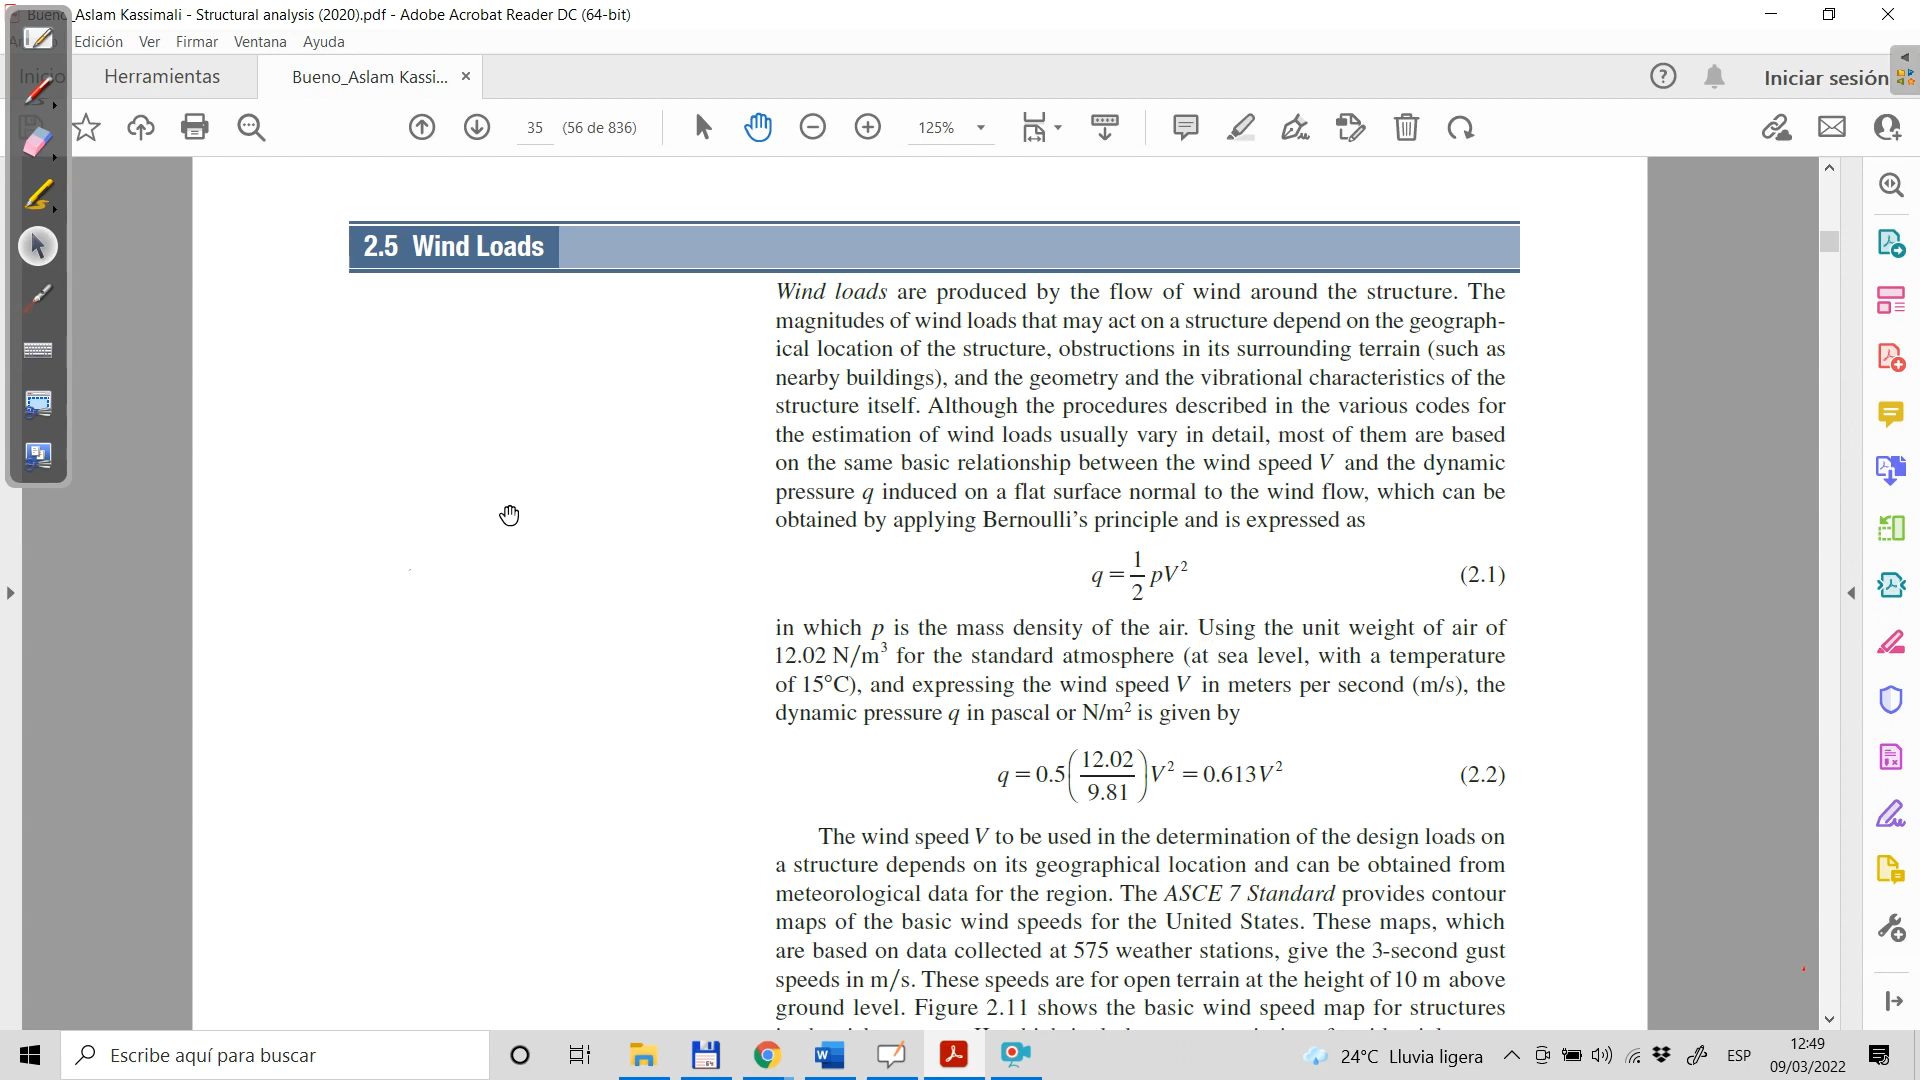 Aslam Kassimali - Structural analysis (2020).pdf - Adobe Acrobat Reader DC (64-bit)
Edición Ver Firmar Ventana Ayuda
Inicio Herramientas Bueno_Aslam Kassi... Iniciar sesión
35 (56 de 836) 125%
2.5 Wind Loads
Wind loads are produced by the flow of wind around the structure. The
magnitudes of wind loads that may act on a structure depend on the geograph-
ical location of the structure, obstructions in its surrounding terrain (such as
nearby buildings), and the geometry and the vibrational characteristics of the
structure itself. Although the procedures described in the various codes for
the estimation of wind loads usually vary in detail, most of them are based
on the same basic relationship between the wind speed V and the dynamic
pressure q induced on a flat surface normal to the wind flow, which can be
obtained by applying Bernoulli's principle and is expressed as
q = 1/2 pV² (2.1)
in which p is the mass density of the air. Using the unit weight of air of
12.02 N/m³ for the standard atmosphere (at sea level, with a temperature
of 15°C), and expressing the wind speed V in meters per second (m/s), the
dynamic pressure q in pascal or N/m² is given by
q = 0.5(12.02/9.81)V² = 0.613V² (2.2)
The wind speed V to be used in the determination of the design loads on
a structure depends on its geographical location and can be obtained from
meteorological data for the region. The ASCE 7 Standard provides contour
maps of the basic wind speeds for the United States. These maps, which
are based on data collected at 575 weather stations, give the 3-second gust
speeds in m/s. These speeds are for open terrain at the height of 10 m above
ground level. Figure 2.11 shows the basic wind speed map for structures
Escribe aquí para buscar
24°C Lluvia ligera
ESP
12:49
09/03/2022